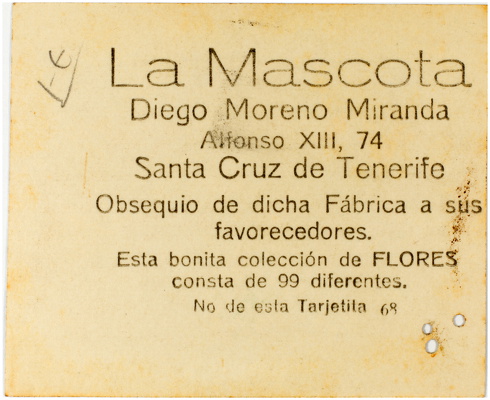 La Mascota
Diego Moreno Miranda
Alfonso XIII, 74
Santa Cruz de Tenerife
Obsequio de dicha Fábrica a sus
favorecedores.
Esta bonita colección de FLORES
consta de 99 diferentes.
No de esta Tarjetila 68